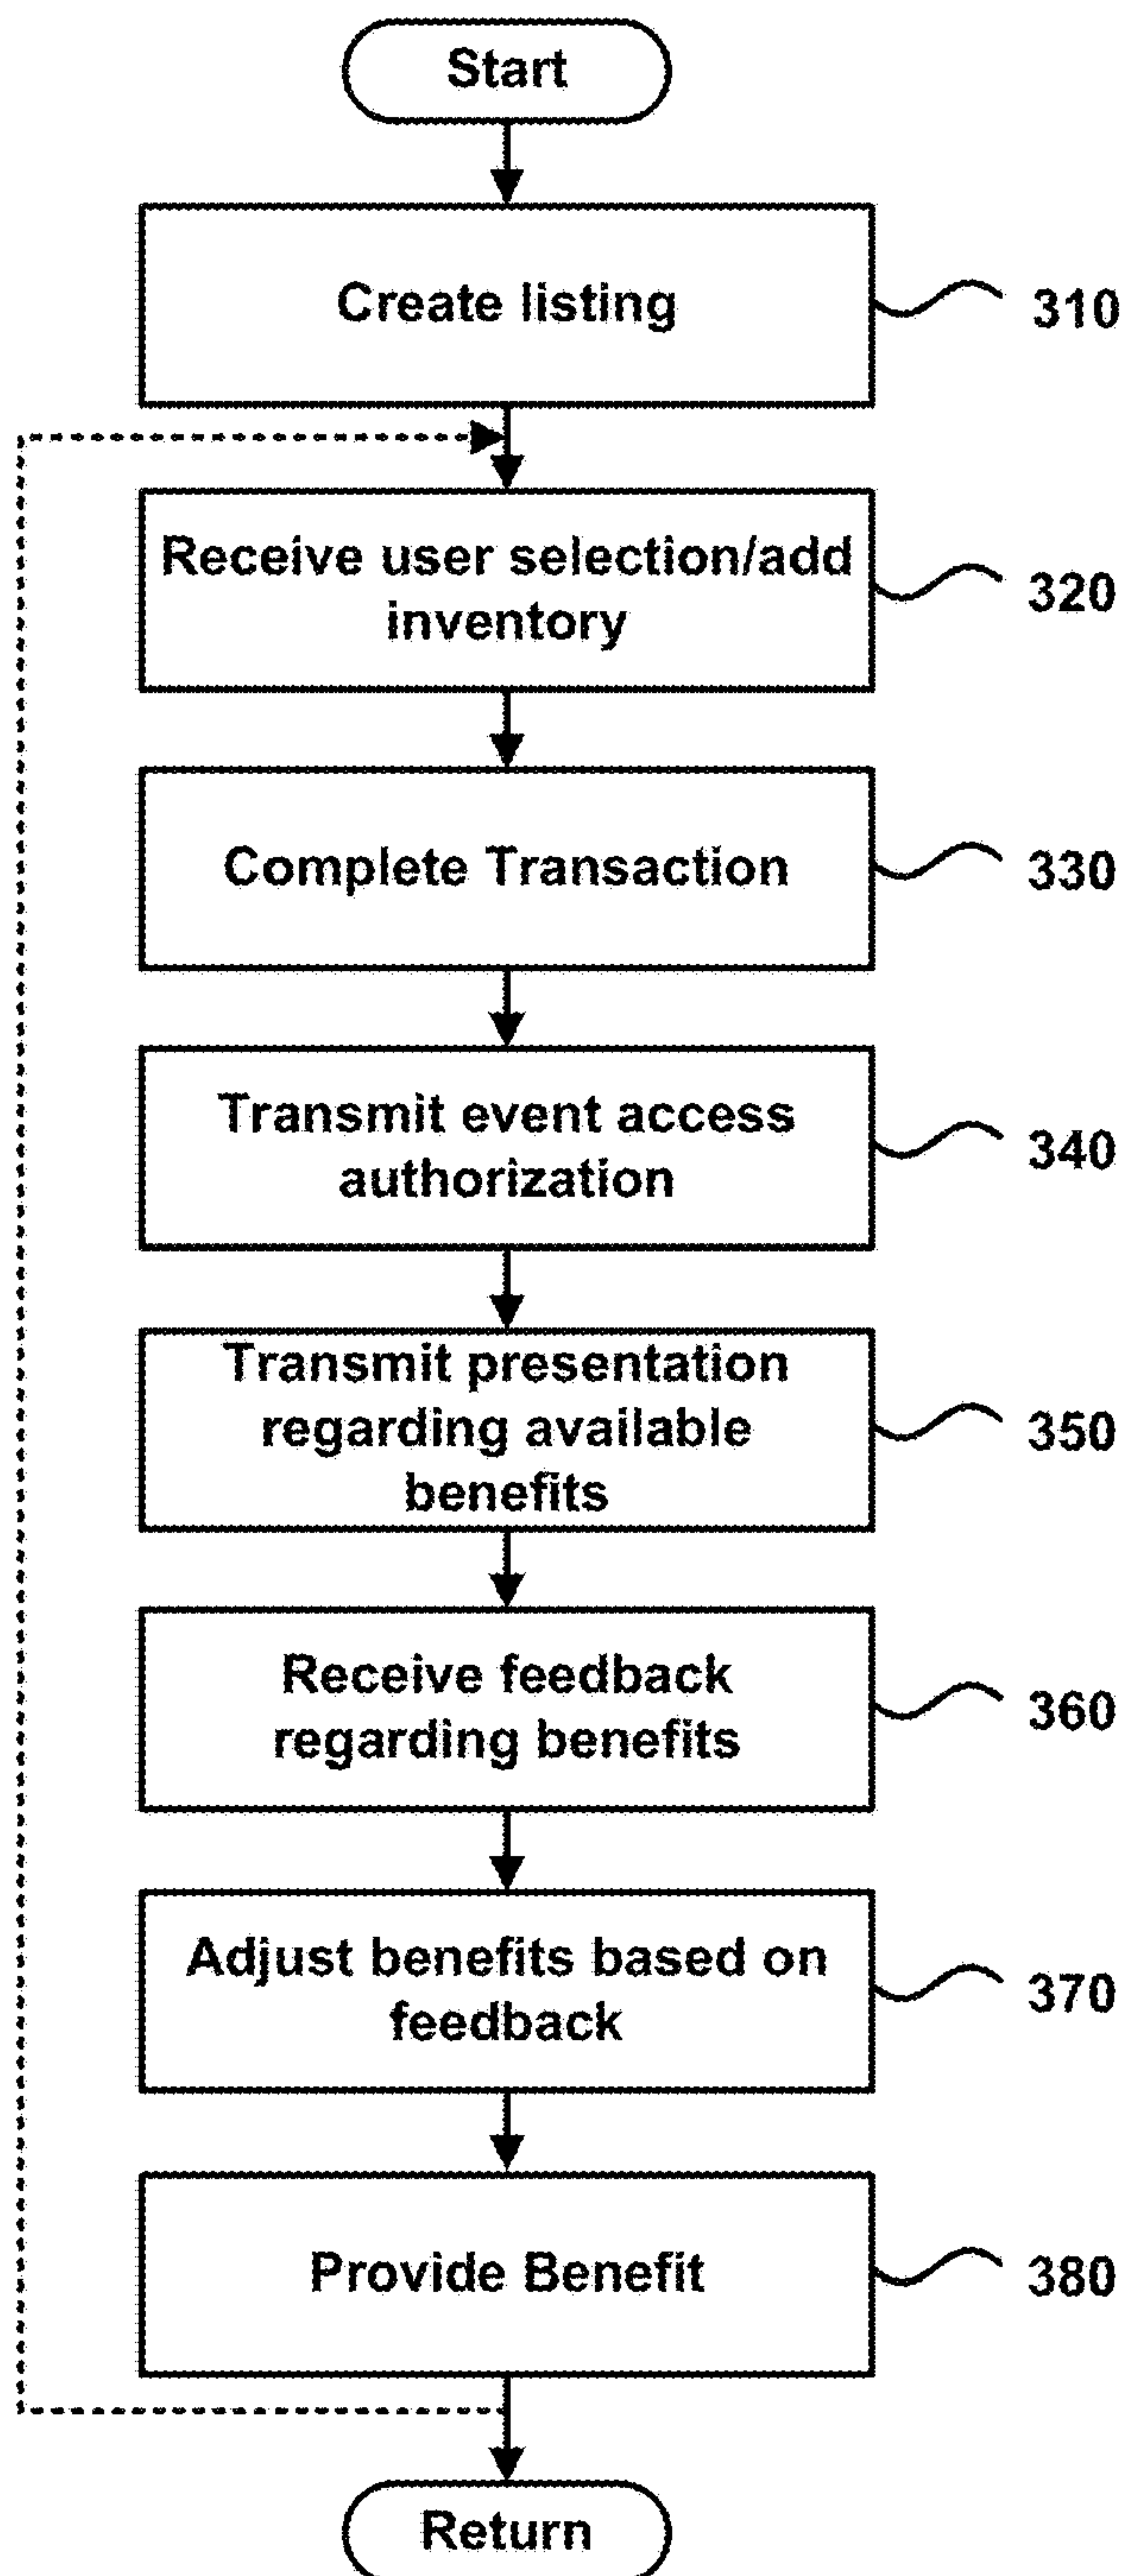 Start
Create listing
310
Receive user selection/add
inventory
320
Complete Transaction
330
Transmit event access
authorization
340
Transmit presentation
regarding available
benefits
350
Receive feedback
regarding benefits
360
Adjust benefits based on
feedback
370
Provide Benefit
380
Return